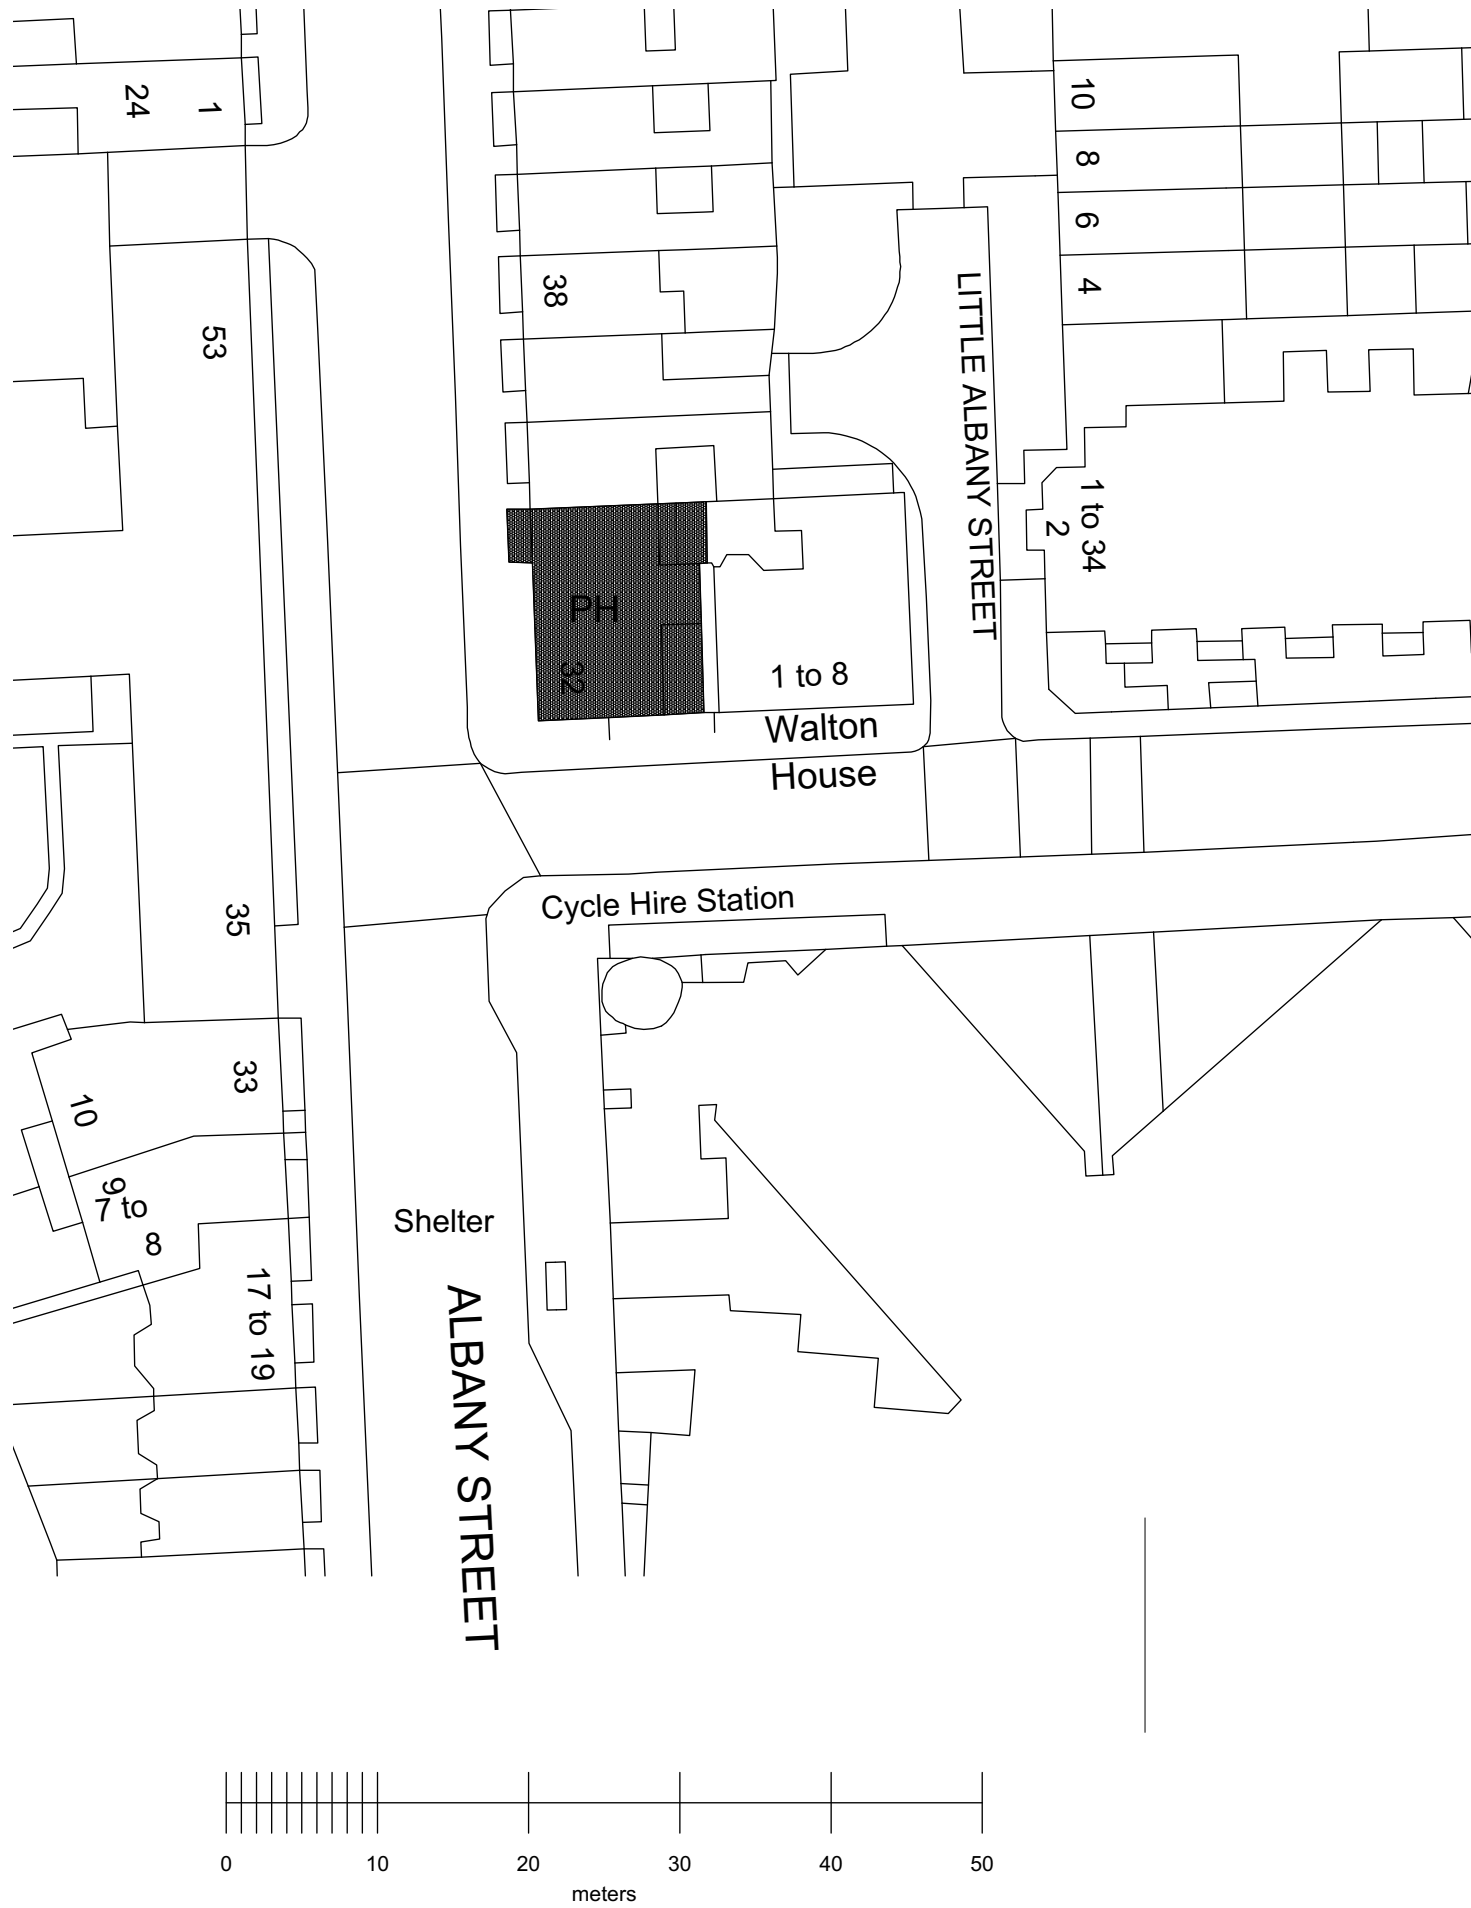 24
1
10
8
6
4
38
53
LITTLE ALBANY STREET
1 to 34
2
PH
32
1 to 8
Walton
House
Cycle Hire Station
35
33
10
9
7 to
8
Shelter
17 to 19
ALBANY STREET
0 10 20 30 40 50
meters